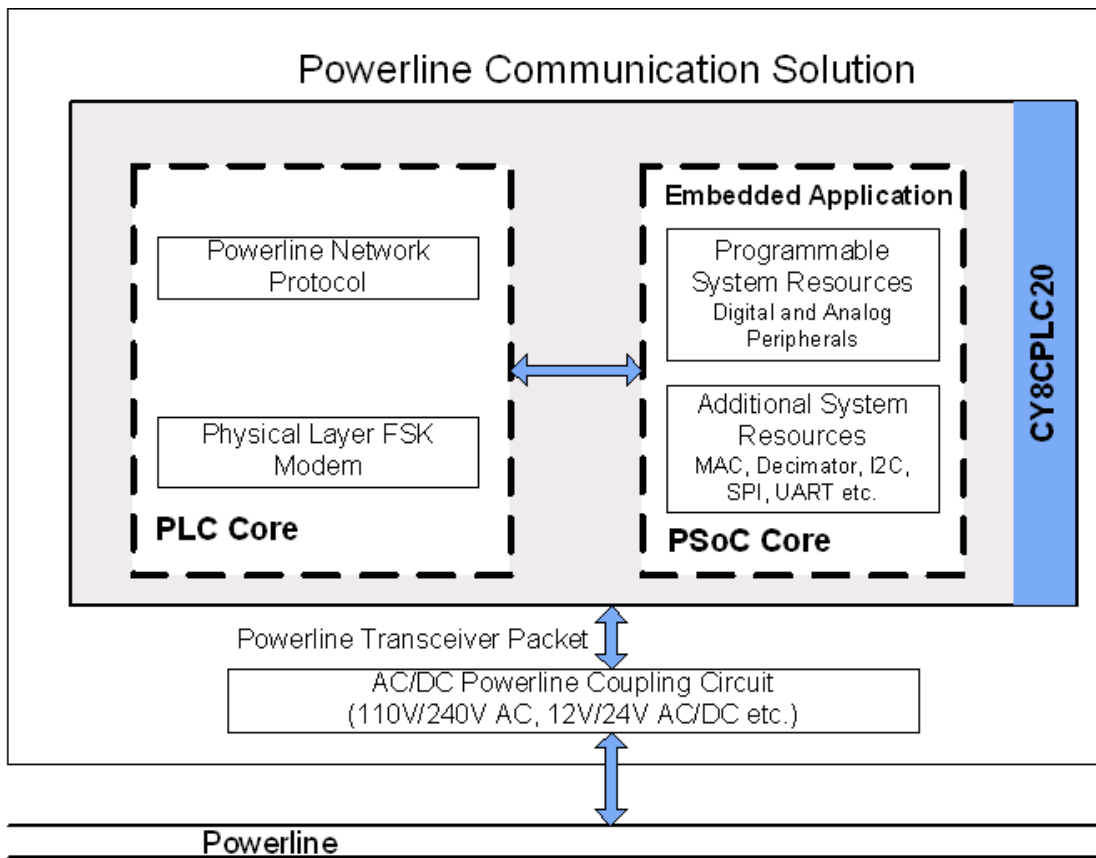 Powerline Communication Solution
Powerline Network
Protocol
Physical Layer FSK
Modem
PLC Core
Embedded Application
Programmable
System Resources
Digital and Analog
Peripherals
Additional System
Resources
MAC, Decimator, I2C,
SPI, UART etc.
PSoC Core
CY8CPLC20
Powerline Transceiver Packet
AC/DC Powerline Coupling Circuit
(110V/240V AC, 12V/24V AC/DC etc.)
Powerline